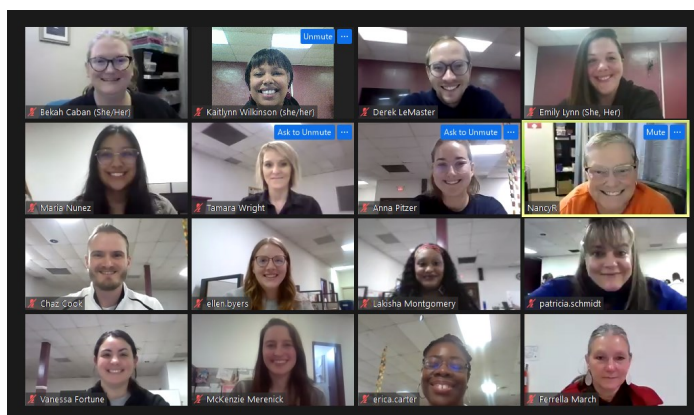 Unmute
Bekah Caban (She/Her)
Kaitlynn Wilkinson (she/her)
Derek LeMaster
Emily Lynn (She, Her)
Ask to Unmute
Ask to Unmute
Mute
Maria Nunez
Tamara Wright
Anna Pitzer
NancyR
Chaz Cook
ellen.byers
Lakisha Montgomery
patricia.schmidt
Vanessa Fortune
McKenzie Merenick
erica.carter
Ferrella March